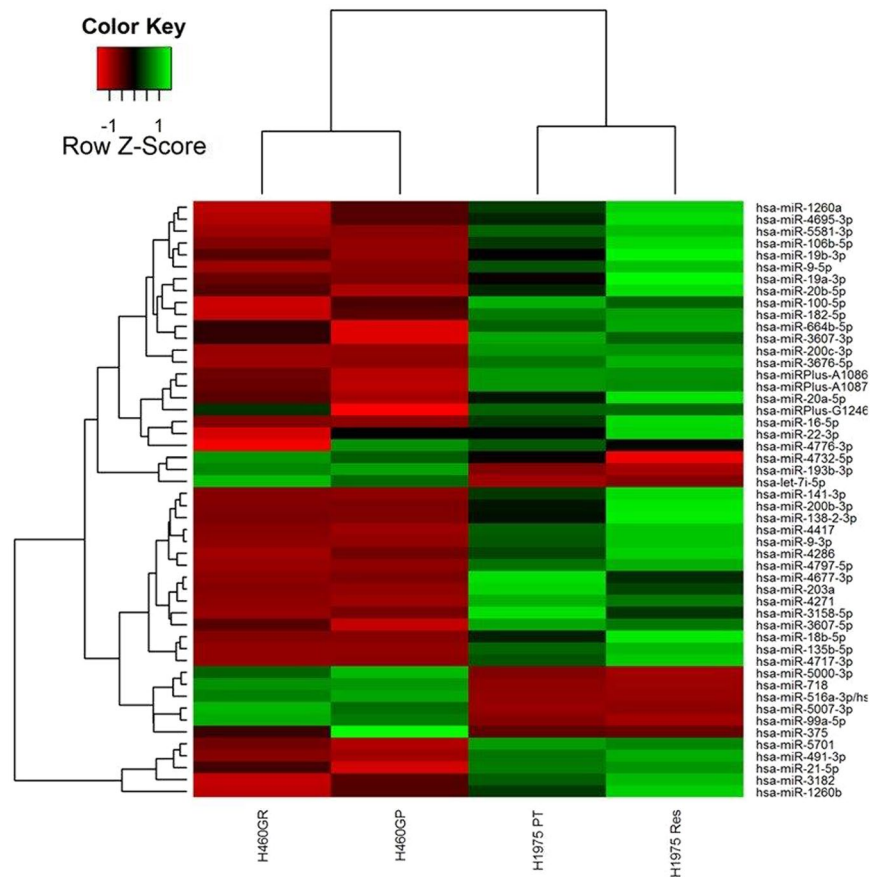 Color Key
-1 1
Row Z-Score
hsa-miR-1260a
hsa-miR-4695-3p
hsa-miR-5581-3p
hsa-miR-106b-5p
hsa-miR-19b-3p
hsa-miR-9-5p
hsa-miR-19a-3p
hsa-miR-20b-5p
hsa-miR-100-5p
hsa-miR-182-5p
hsa-miR-664b-5p
hsa-miR-3607-3p
hsa-miR-200c-3p
hsa-miR-3676-5p
hsa-miRPlus-A1086
hsa-miRPlus-A1087
hsa-miR-20a-5p
hsa-miRPlus-G1246
hsa-miR-16-5p
hsa-miR-22-3p
hsa-miR-4776-3p
hsa-miR-4732-5p
hsa-miR-193b-3p
hsa-let-7i-5p
hsa-miR-141-3p
hsa-miR-200b-3p
hsa-miR-138-2-3p
hsa-miR-4417
hsa-miR-9-3p
hsa-miR-4286
hsa-miR-4797-5p
hsa-miR-4677-3p
hsa-miR-203a
hsa-miR-4271
hsa-miR-3158-5p
hsa-miR-3607-5p
hsa-miR-18b-5p
hsa-miR-135b-5p
hsa-miR-4717-3p
hsa-miR-5000-3p
hsa-miR-718
hsa-miR-516a-3p/hs
hsa-miR-5007-3p
hsa-miR-99a-5p
hsa-miR-375
hsa-miR-5701
hsa-miR-491-3p
hsa-miR-21-5p
hsa-miR-3182
hsa-miR-1260b
H460GR
H460GP
H1975 PT
H1975 Res